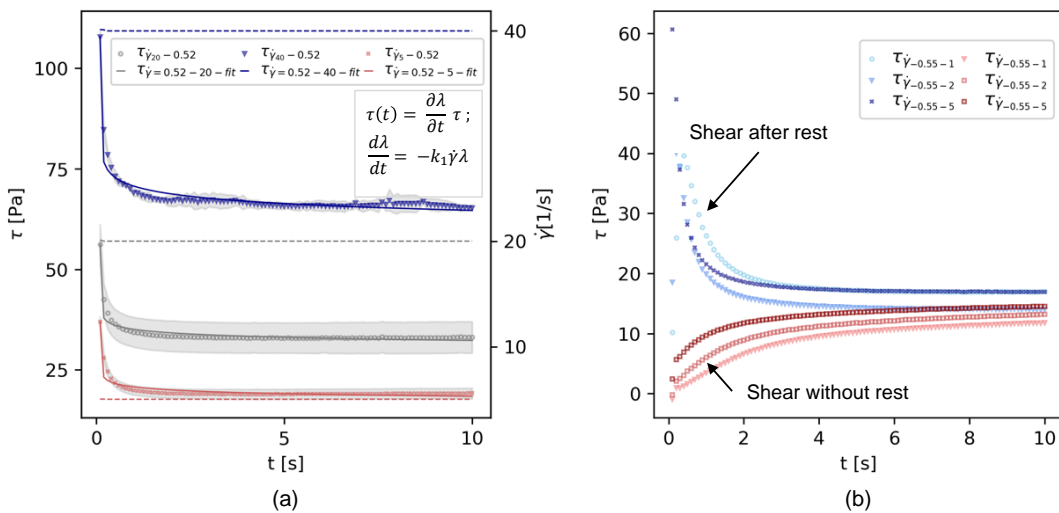 τ_γ̇20 − 0.52
τ_γ̇40 − 0.52
τ_γ̇5 − 0.52
τ_γ̇ = 0.52 − 20 − fit
τ_γ̇ = 0.52 − 40 − fit
τ_γ̇ = 0.52 − 5 − fit
τ(t) = ∂λ/∂t τ ;
dλ/dt = −k₁γ̇λ
100
75
50
25
τ [Pa]
40
20
10
γ̇[1/s]
0
5
10
t [s]
(a)
τ_γ̇−0.55−1
τ_γ̇−0.55−2
τ_γ̇−0.55−5
τ_γ̇−0.55−1
τ_γ̇−0.55−2
τ_γ̇−0.55−5
Shear after rest
Shear without rest
60
50
40
30
20
10
0
τ [Pa]
0
2
4
6
8
10
t [s]
(b)